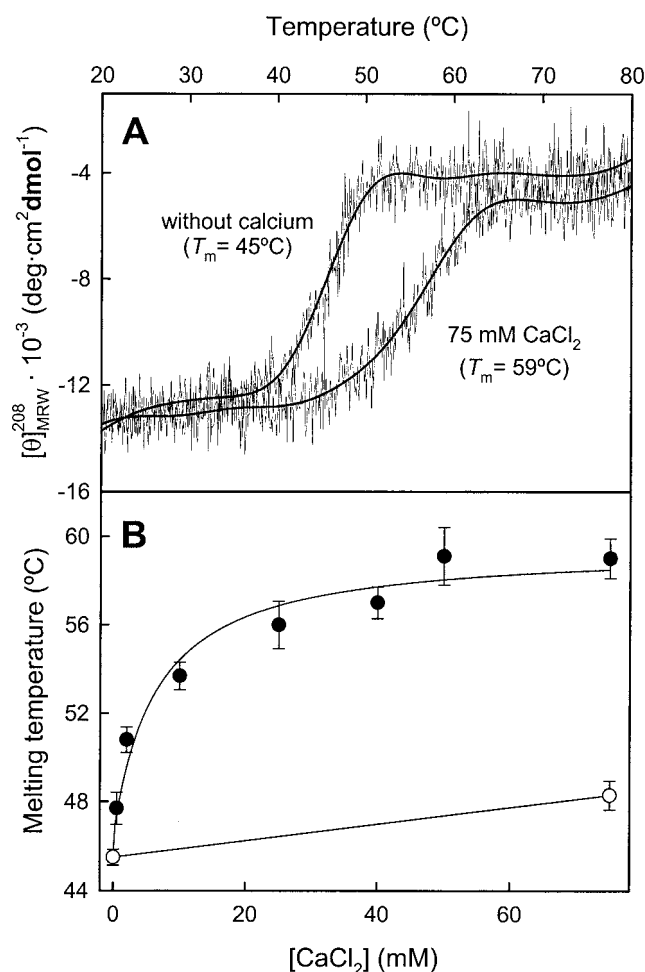 Temperature (ºC)
20 30 40 50 60 70 80
A
-4
-8
-12
-16
without calcium
(Tm= 45ºC)
75 mM CaCl2
(Tm= 59ºC)
[θ]208MRW · 10-3 (deg·cm2dmol-1)
B
60
56
52
48
44
Melting temperature (ºC)
0 20 40 60
[CaCl2] (mM)